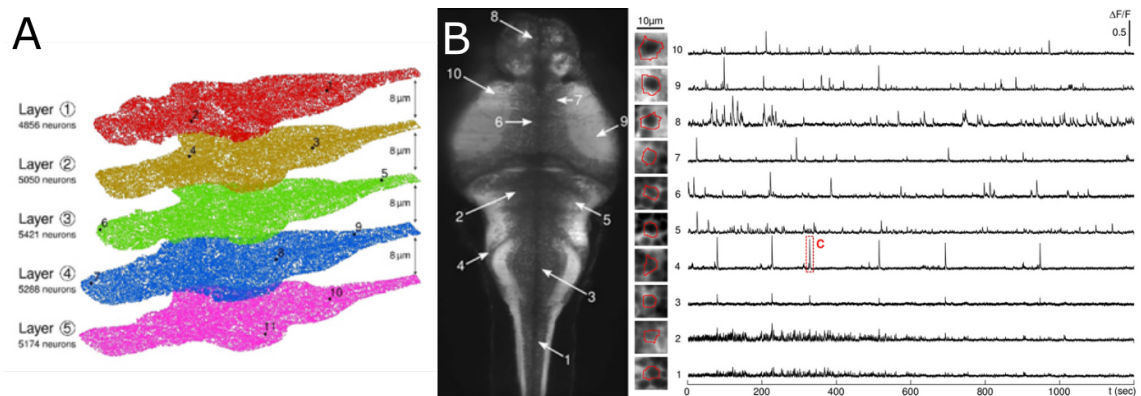 A
Layer ①
4856 neurons
Layer ②
5050 neurons
Layer ③
5421 neurons
Layer ④
5288 neurons
Layer ⑤
5174 neurons
8 µm
8 µm
8 µm
8 µm
2
4
3
5
6
9
8
10
11
B
8
10
7
6
9
2
5
4
3
1
10µm
ΔF/F
0.5
10
9
8
7
6
5
C
4
3
2
1
0 200 400 600 800 1000 t (sec)